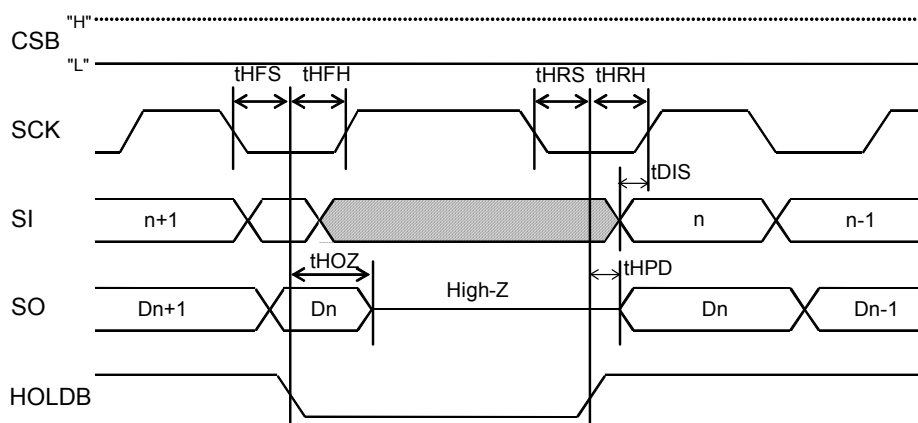 "H"
CSB
"L"
tHFS tHFH tHRS tHRH
SCK
tDIS
SI n+1 n n-1
tHOZ tHPD
High-Z
SO Dn+1 Dn Dn Dn-1
HOLDB